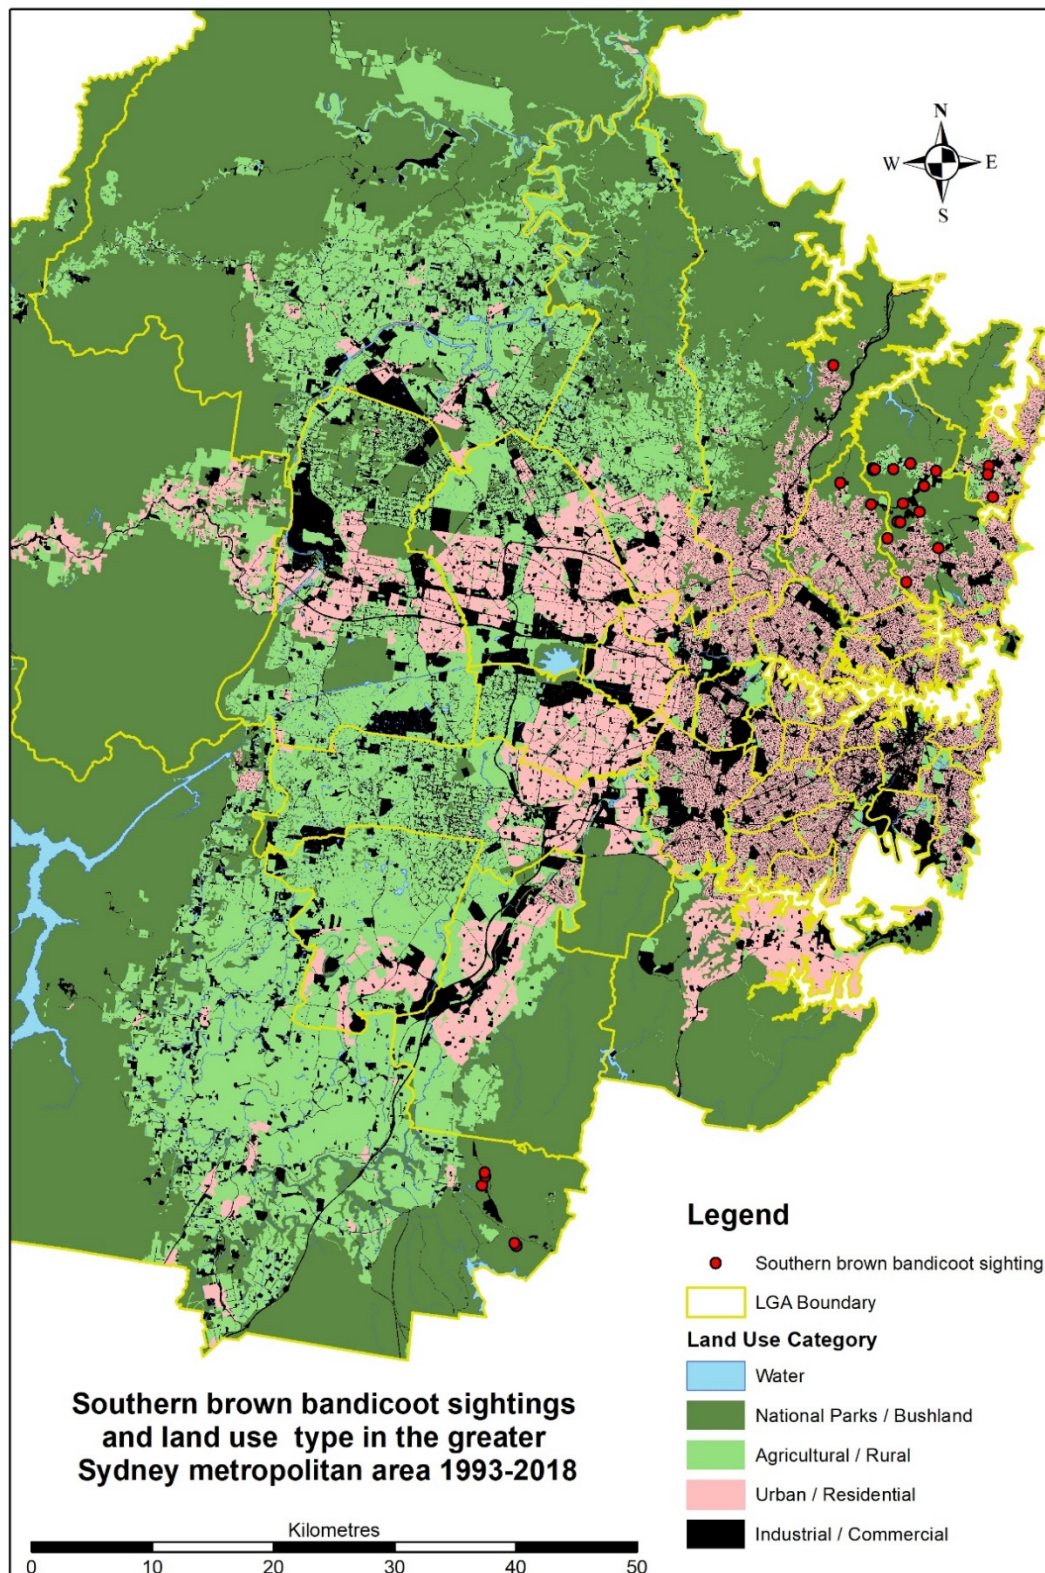 N
W
E
S
Legend
Southern brown bandicoot sighting
LGA Boundary
Land Use Category
Water
National Parks / Bushland
Agricultural / Rural
Urban / Residential
Industrial / Commercial
Southern brown bandicoot sightings
and land use type in the greater
Sydney metropolitan area 1993-2018
Kilometres
0 10 20 30 40 50